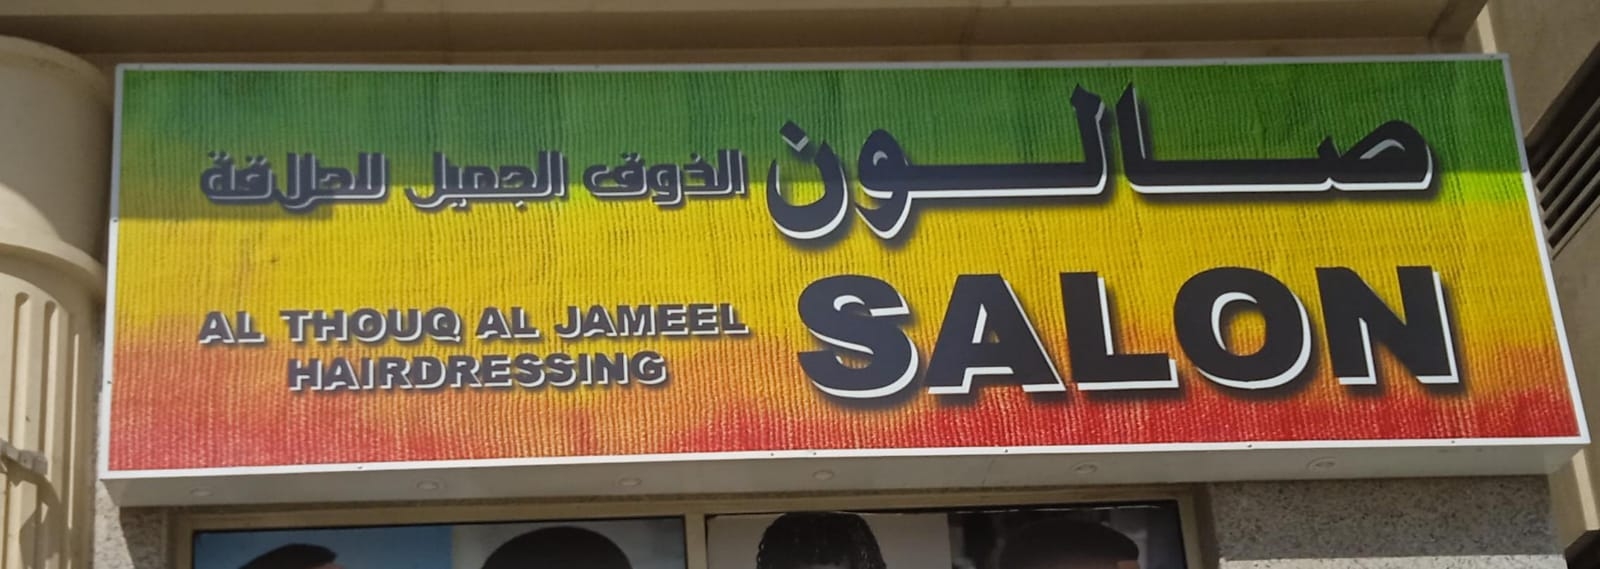 صالون
الذوق الجميل للحلاقة
SALON
AL THOUQ AL JAMEEL
HAIRDRESSING